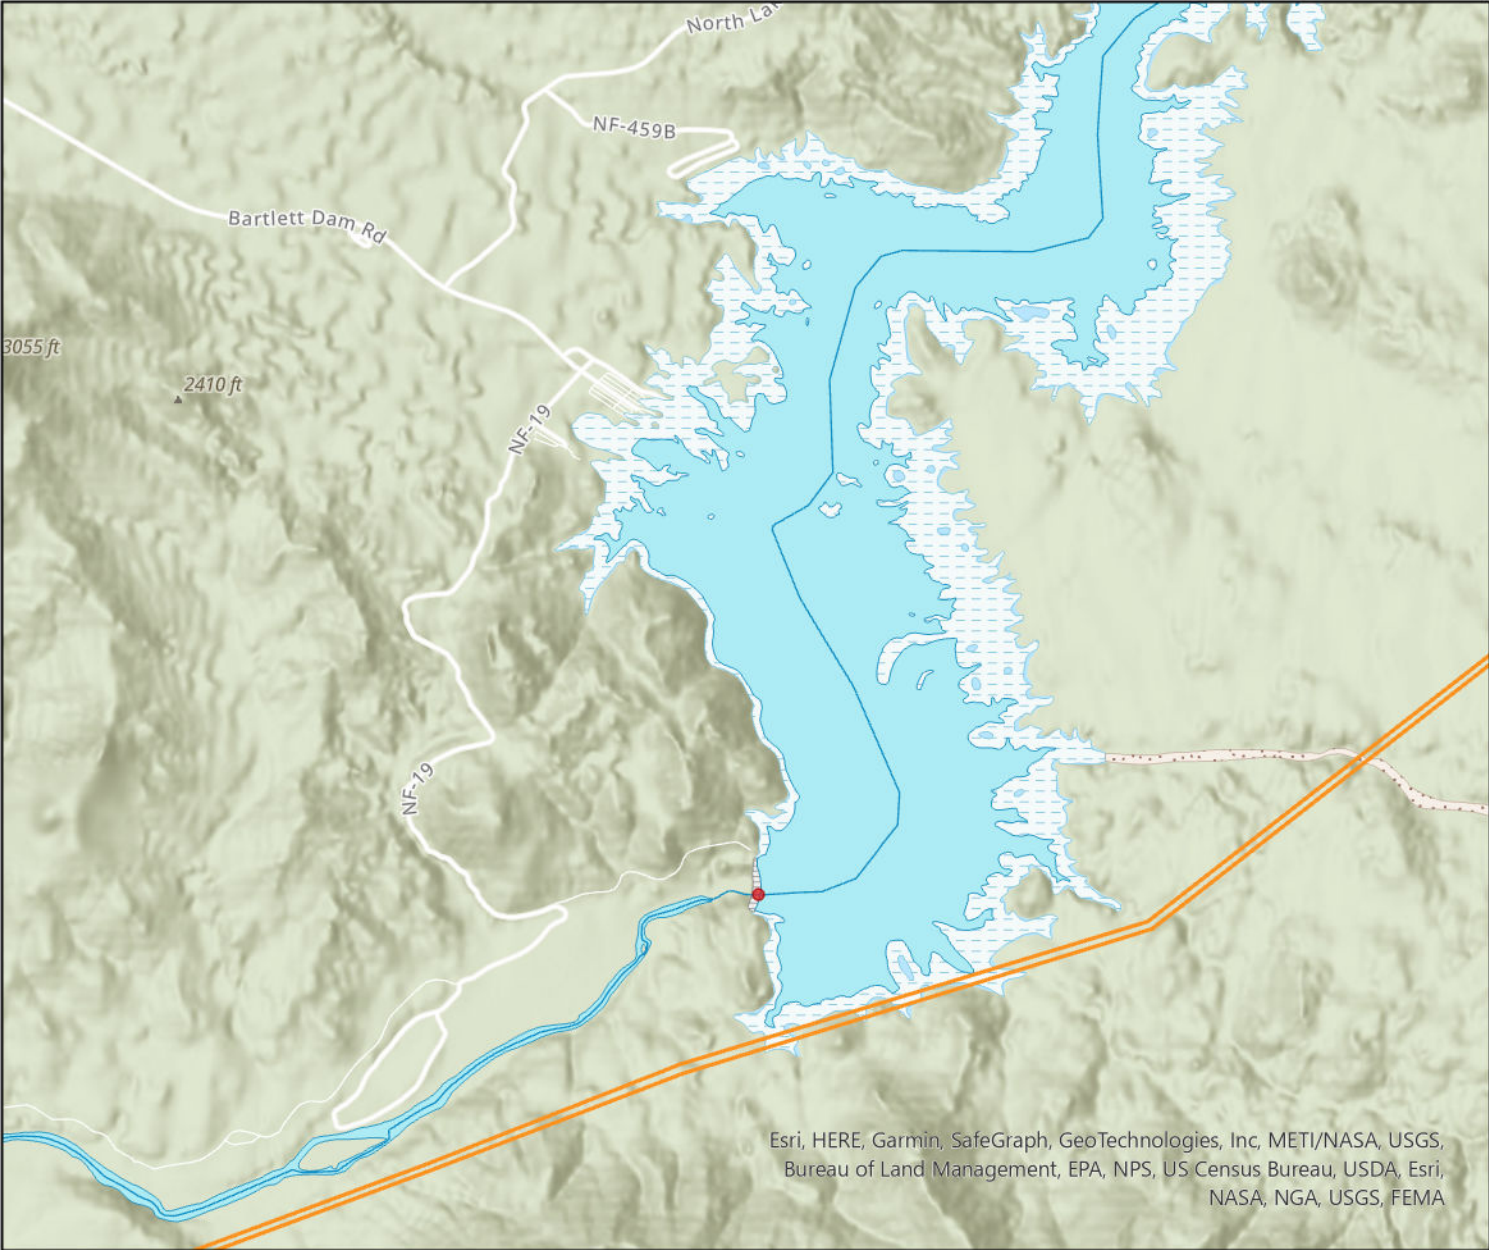 North La
NF-459B
Bartlett Dam Rd
3055 ft
2410 ft
NF-19
NF-19
Esri, HERE, Garmin, SafeGraph, GeoTechnologies, Inc, METI/NASA, USGS,
Bureau of Land Management, EPA, NPS, US Census Bureau, USDA, Esri,
NASA, NGA, USGS, FEMA